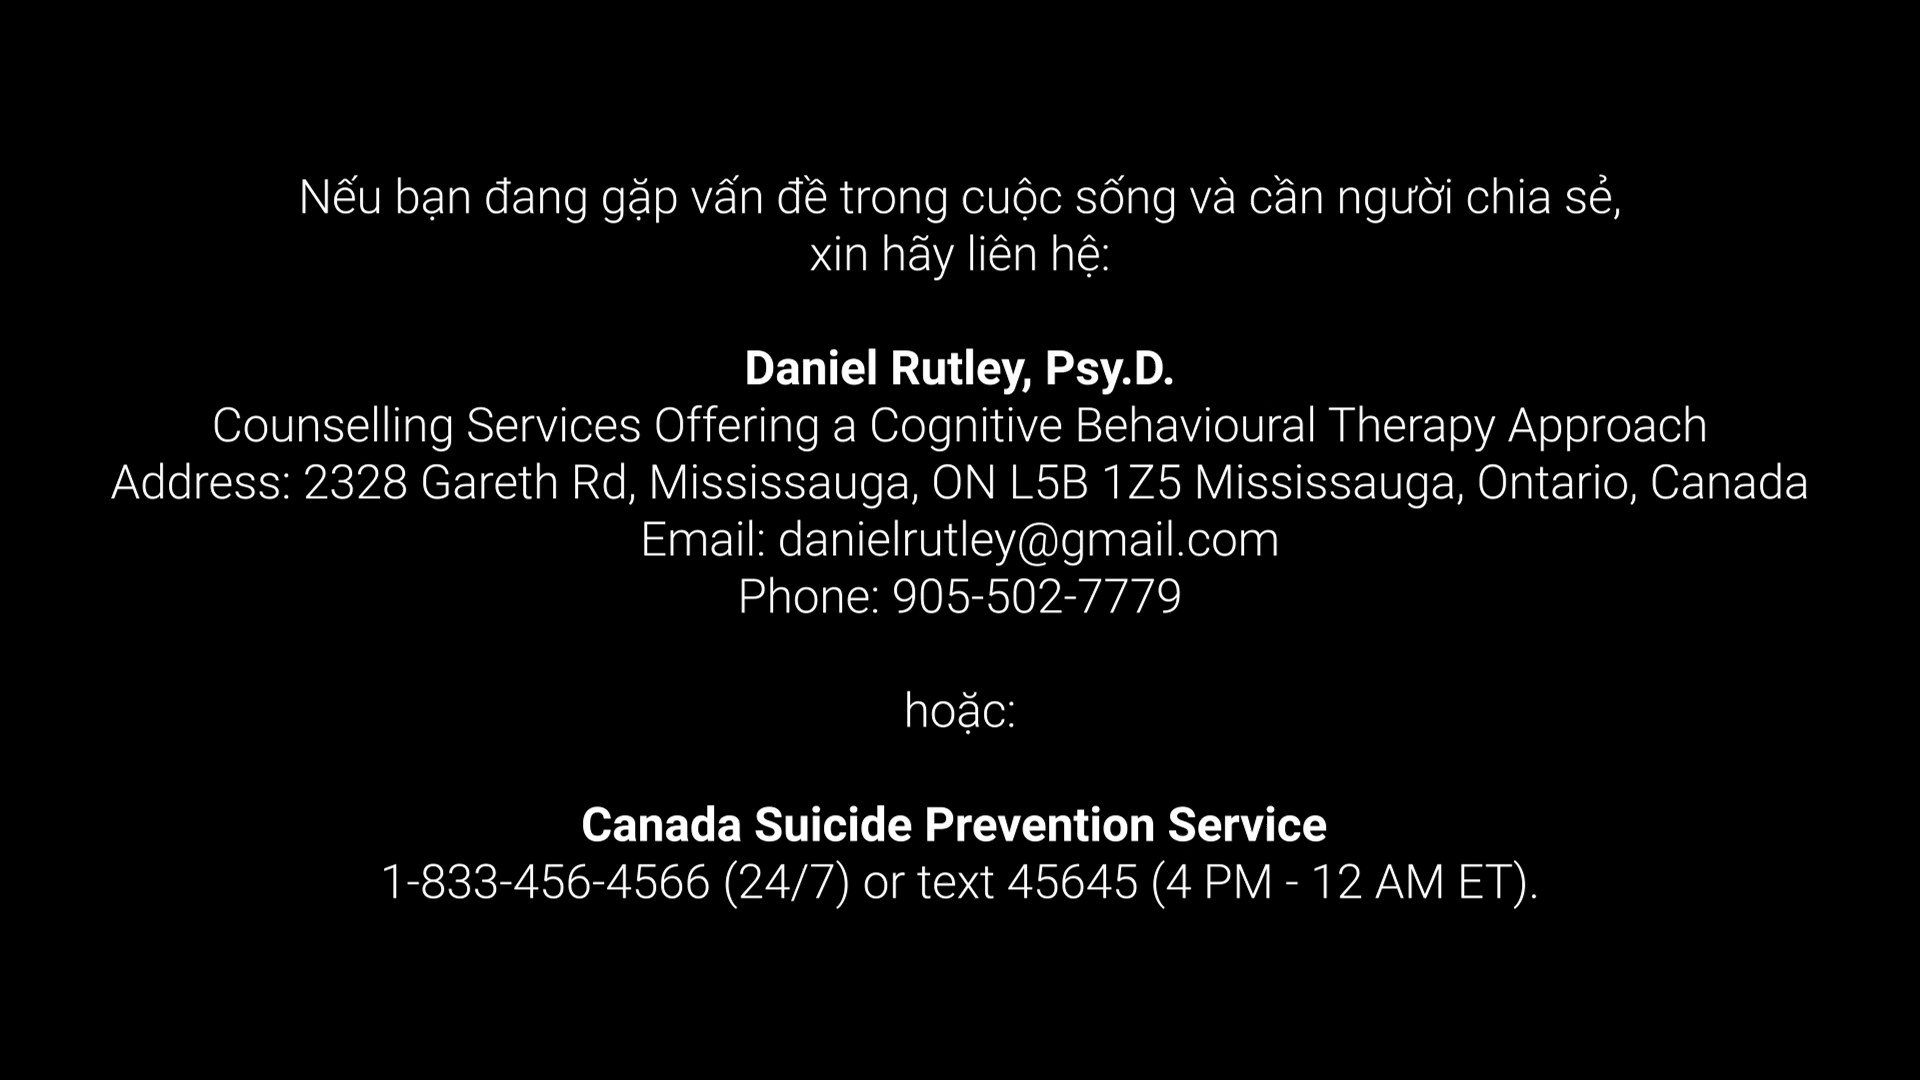 Nếu bạn đang gặp vấn đề trong cuộc sống và cần người chia sẻ,
xin hãy liên hệ:
Daniel Rutley, Psy.D.
Counselling Services Offering a Cognitive Behavioural Therapy Approach
Address: 2328 Gareth Rd, Mississauga, ON L5B 1Z5 Mississauga, Ontario, Canada
Email: danielrutley@gmail.com
Phone: 905-502-7779
hoặc:
Canada Suicide Prevention Service
1-833-456-4566 (24/7) or text 45645 (4 PM - 12 AM ET).